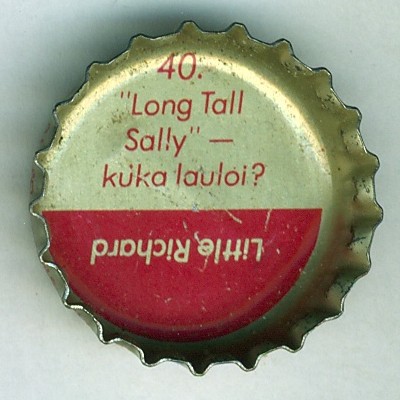 40.
"Long Tall
Sally" —
kuka lauloi?
Little Richard